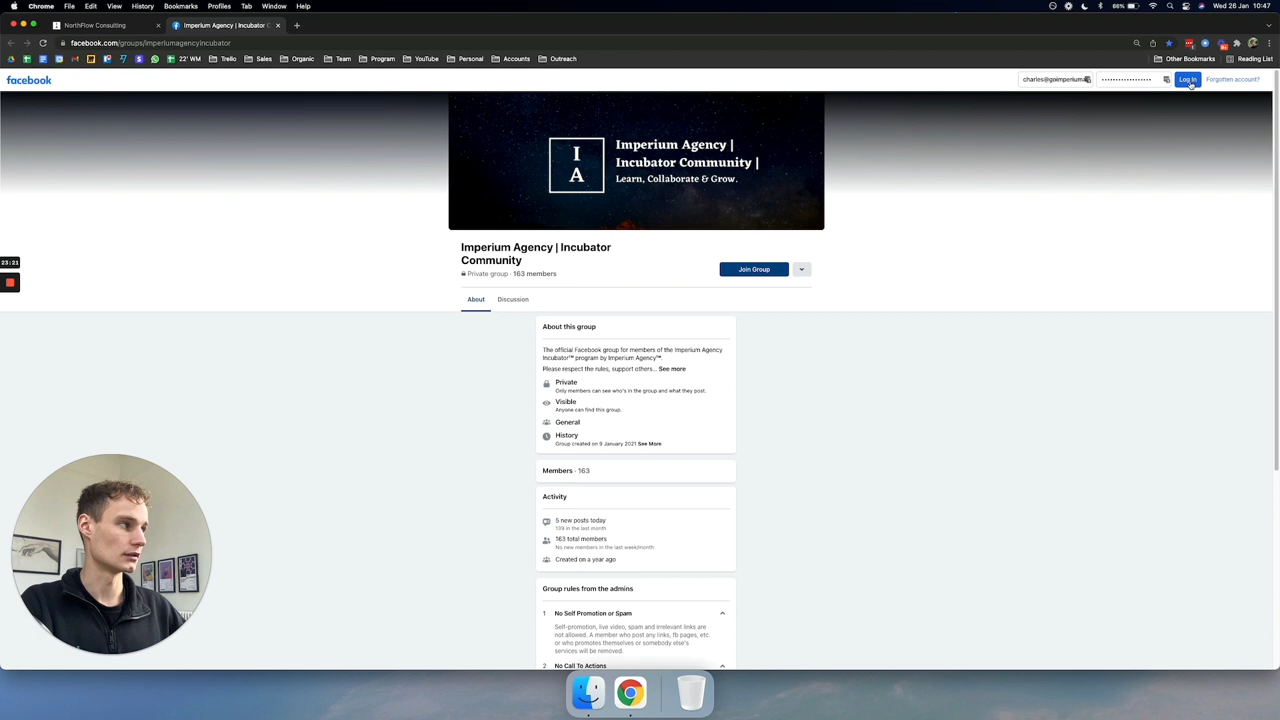 Chrome File Edit View History Bookmarks Profiles Tab Window Help
66% Wed 26 Jan 10:47
NorthFlow Consulting
Imperium Agency | Incubator C
facebook.com/groups/imperiumagencyincubator
22' WM Trello Sales Organic Team Program YouTube Personal Accounts Outreach Other Bookmarks Reading List
facebook
charles@goimperium
Log In
Forgotten account?
I
A
Imperium Agency |
Incubator Community |
Learn, Collaborate & Grow.
Imperium Agency | Incubator
Community
Private group · 163 members
Join Group
About Discussion
23:21
About this group
The official Facebook group for members of the Imperium Agency
Incubator™ program by Imperium Agency™.
Please respect the rules, support others... See more
Private
Only members can see who's in the group and what they post.
Visible
Anyone can find this group.
General
History
Group created on 9 January 2021 See More
Members · 163
Activity
5 new posts today
139 in the last month
163 total members
No new members in the last week/month
Created on a year ago
Group rules from the admins
1 No Self Promotion or Spam
Self-promotion, live video, spam and irrelevant links are
not allowed. A member who post any links, fb pages, etc.
or who promotes themselves or somebody else's
services will be removed.
2 No Call To Actions